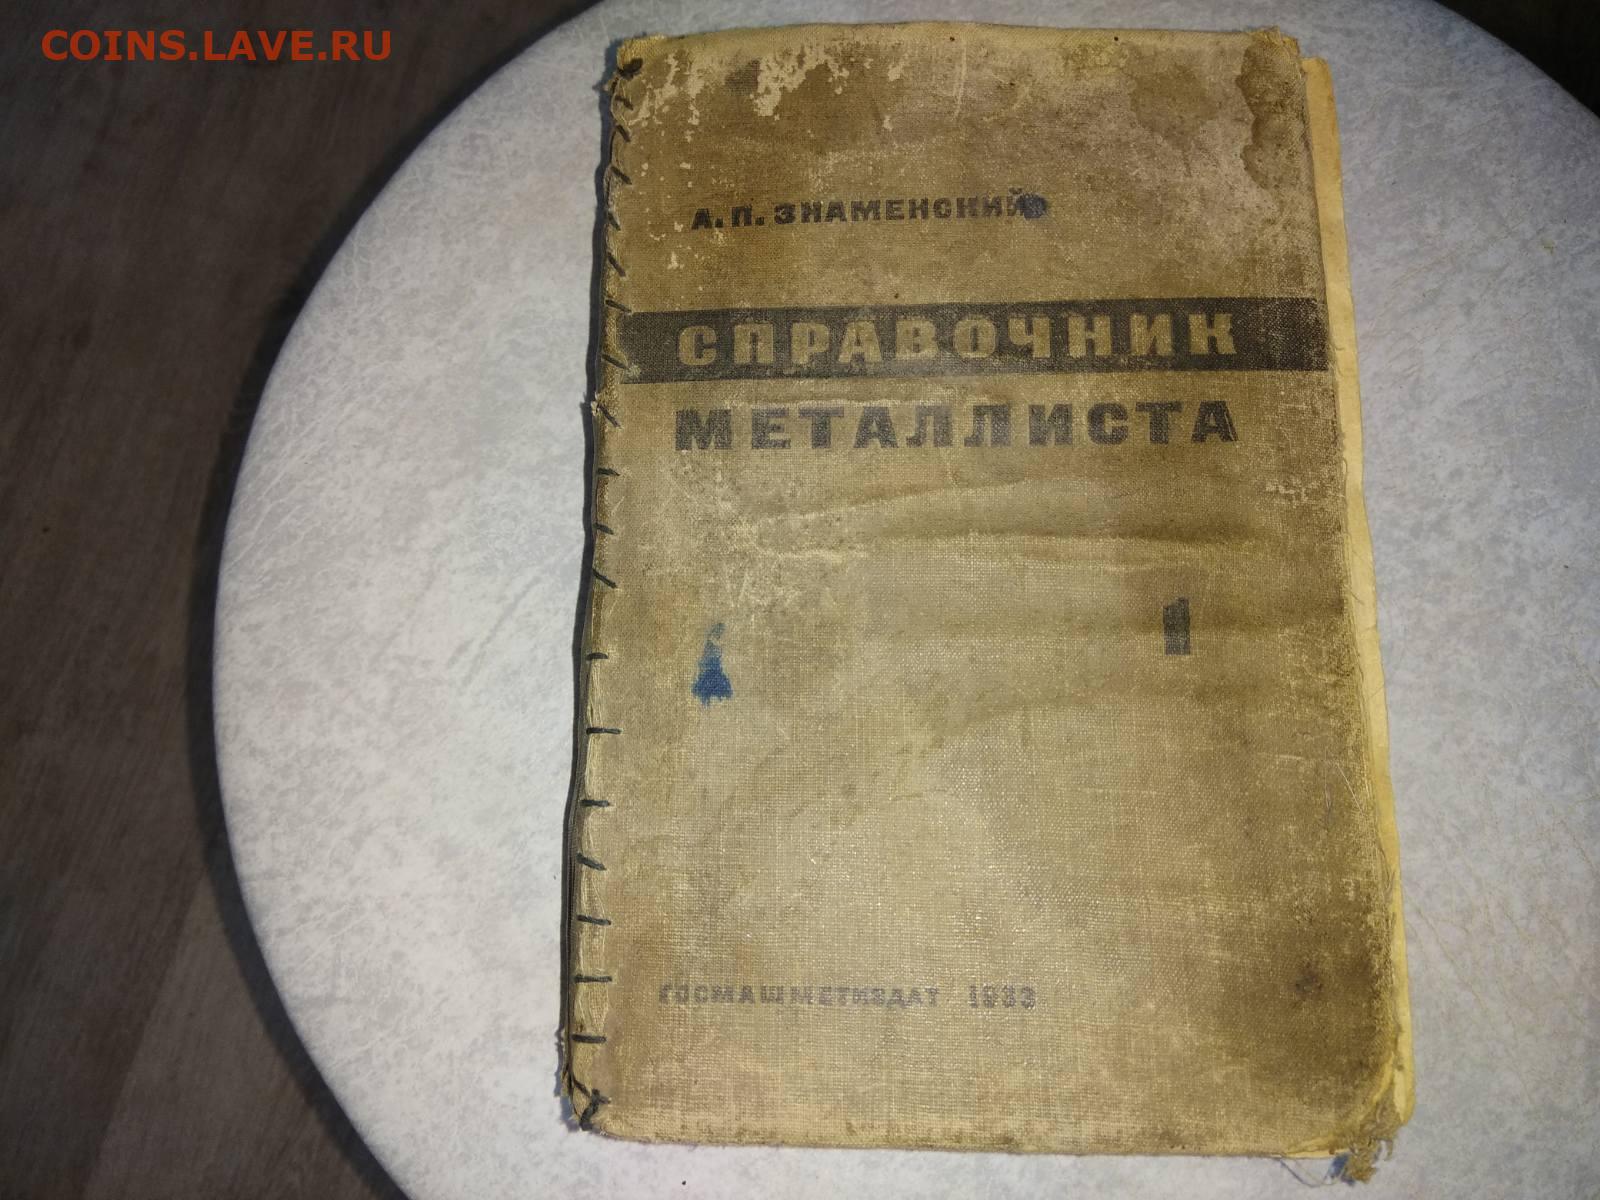 COINS.LAVE.RU
А. П. ЗНАМЕНСКИЙ
СПРАВОЧНИК
МЕТАЛЛИСТА
1
ГОСМАШМЕТИЗДАТ 1933